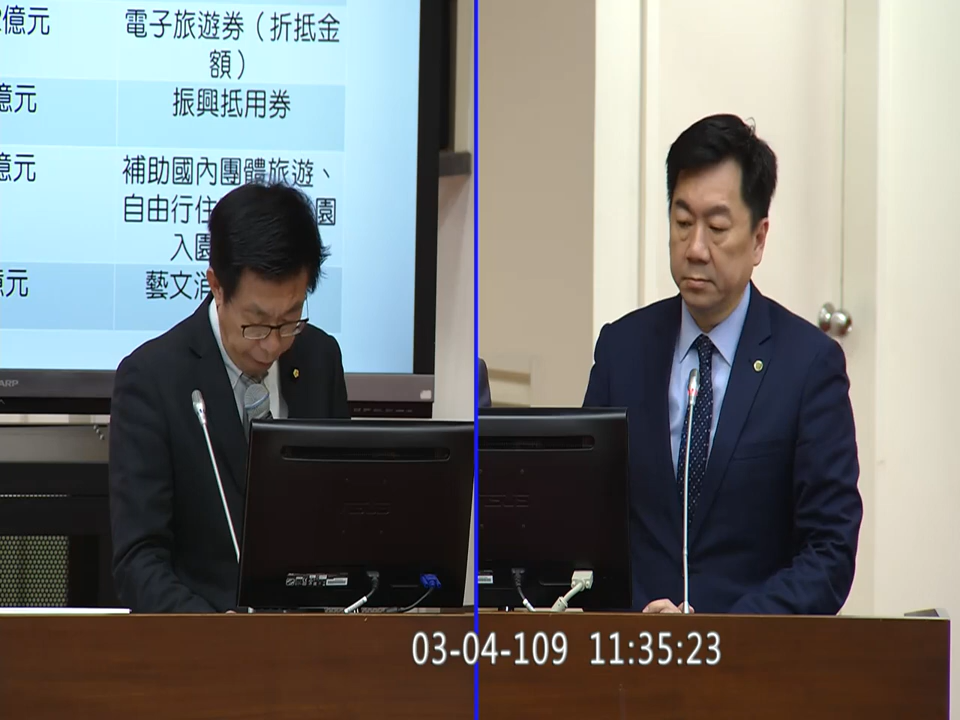 億元
電子旅遊券（折抵金
額）
億元
振興抵用券
億元
補助國內團體旅遊、
自由行住
園
入園
億元
藝文消
03-04-109 11:35:23